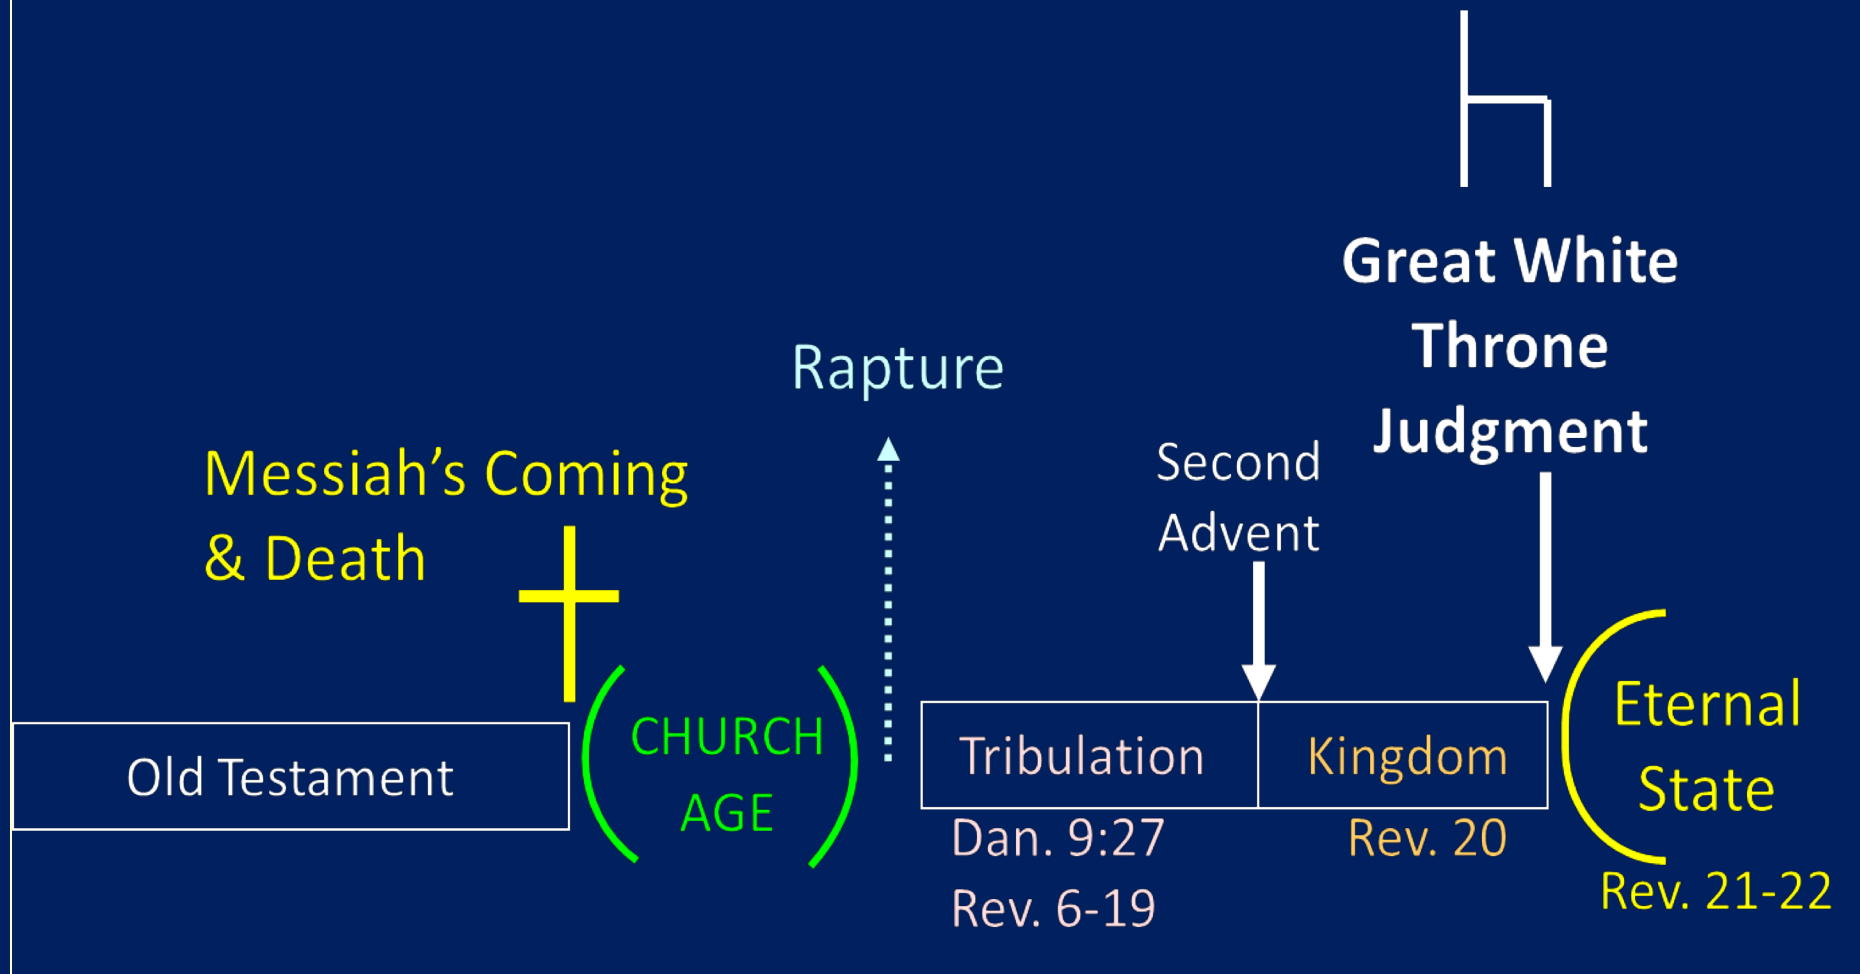 Great White
Throne
Judgment
Rapture
Second
Advent
Messiah’s Coming
& Death
Old Testament
CHURCH
AGE
Tribulation
Kingdom
Eternal
State
Dan. 9:27
Rev. 6-19
Rev. 20
Rev. 21-22